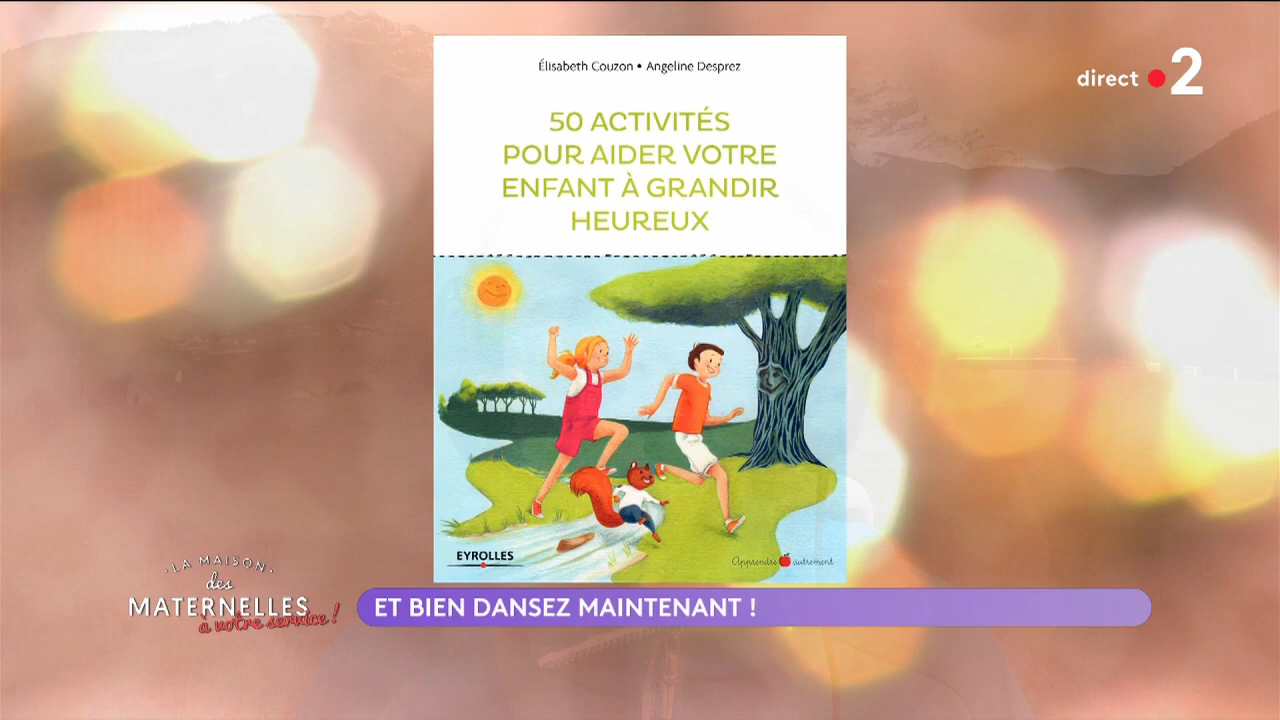 Élisabeth Couzon • Angeline Desprez
direct 2
50 ACTIVITÉS
POUR AIDER VOTRE
ENFANT À GRANDIR
HEUREUX
EYROLLES
Apprendre autrement
LA MAISON
des
MATERNELLES
à votre service !
ET BIEN DANSEZ MAINTENANT !